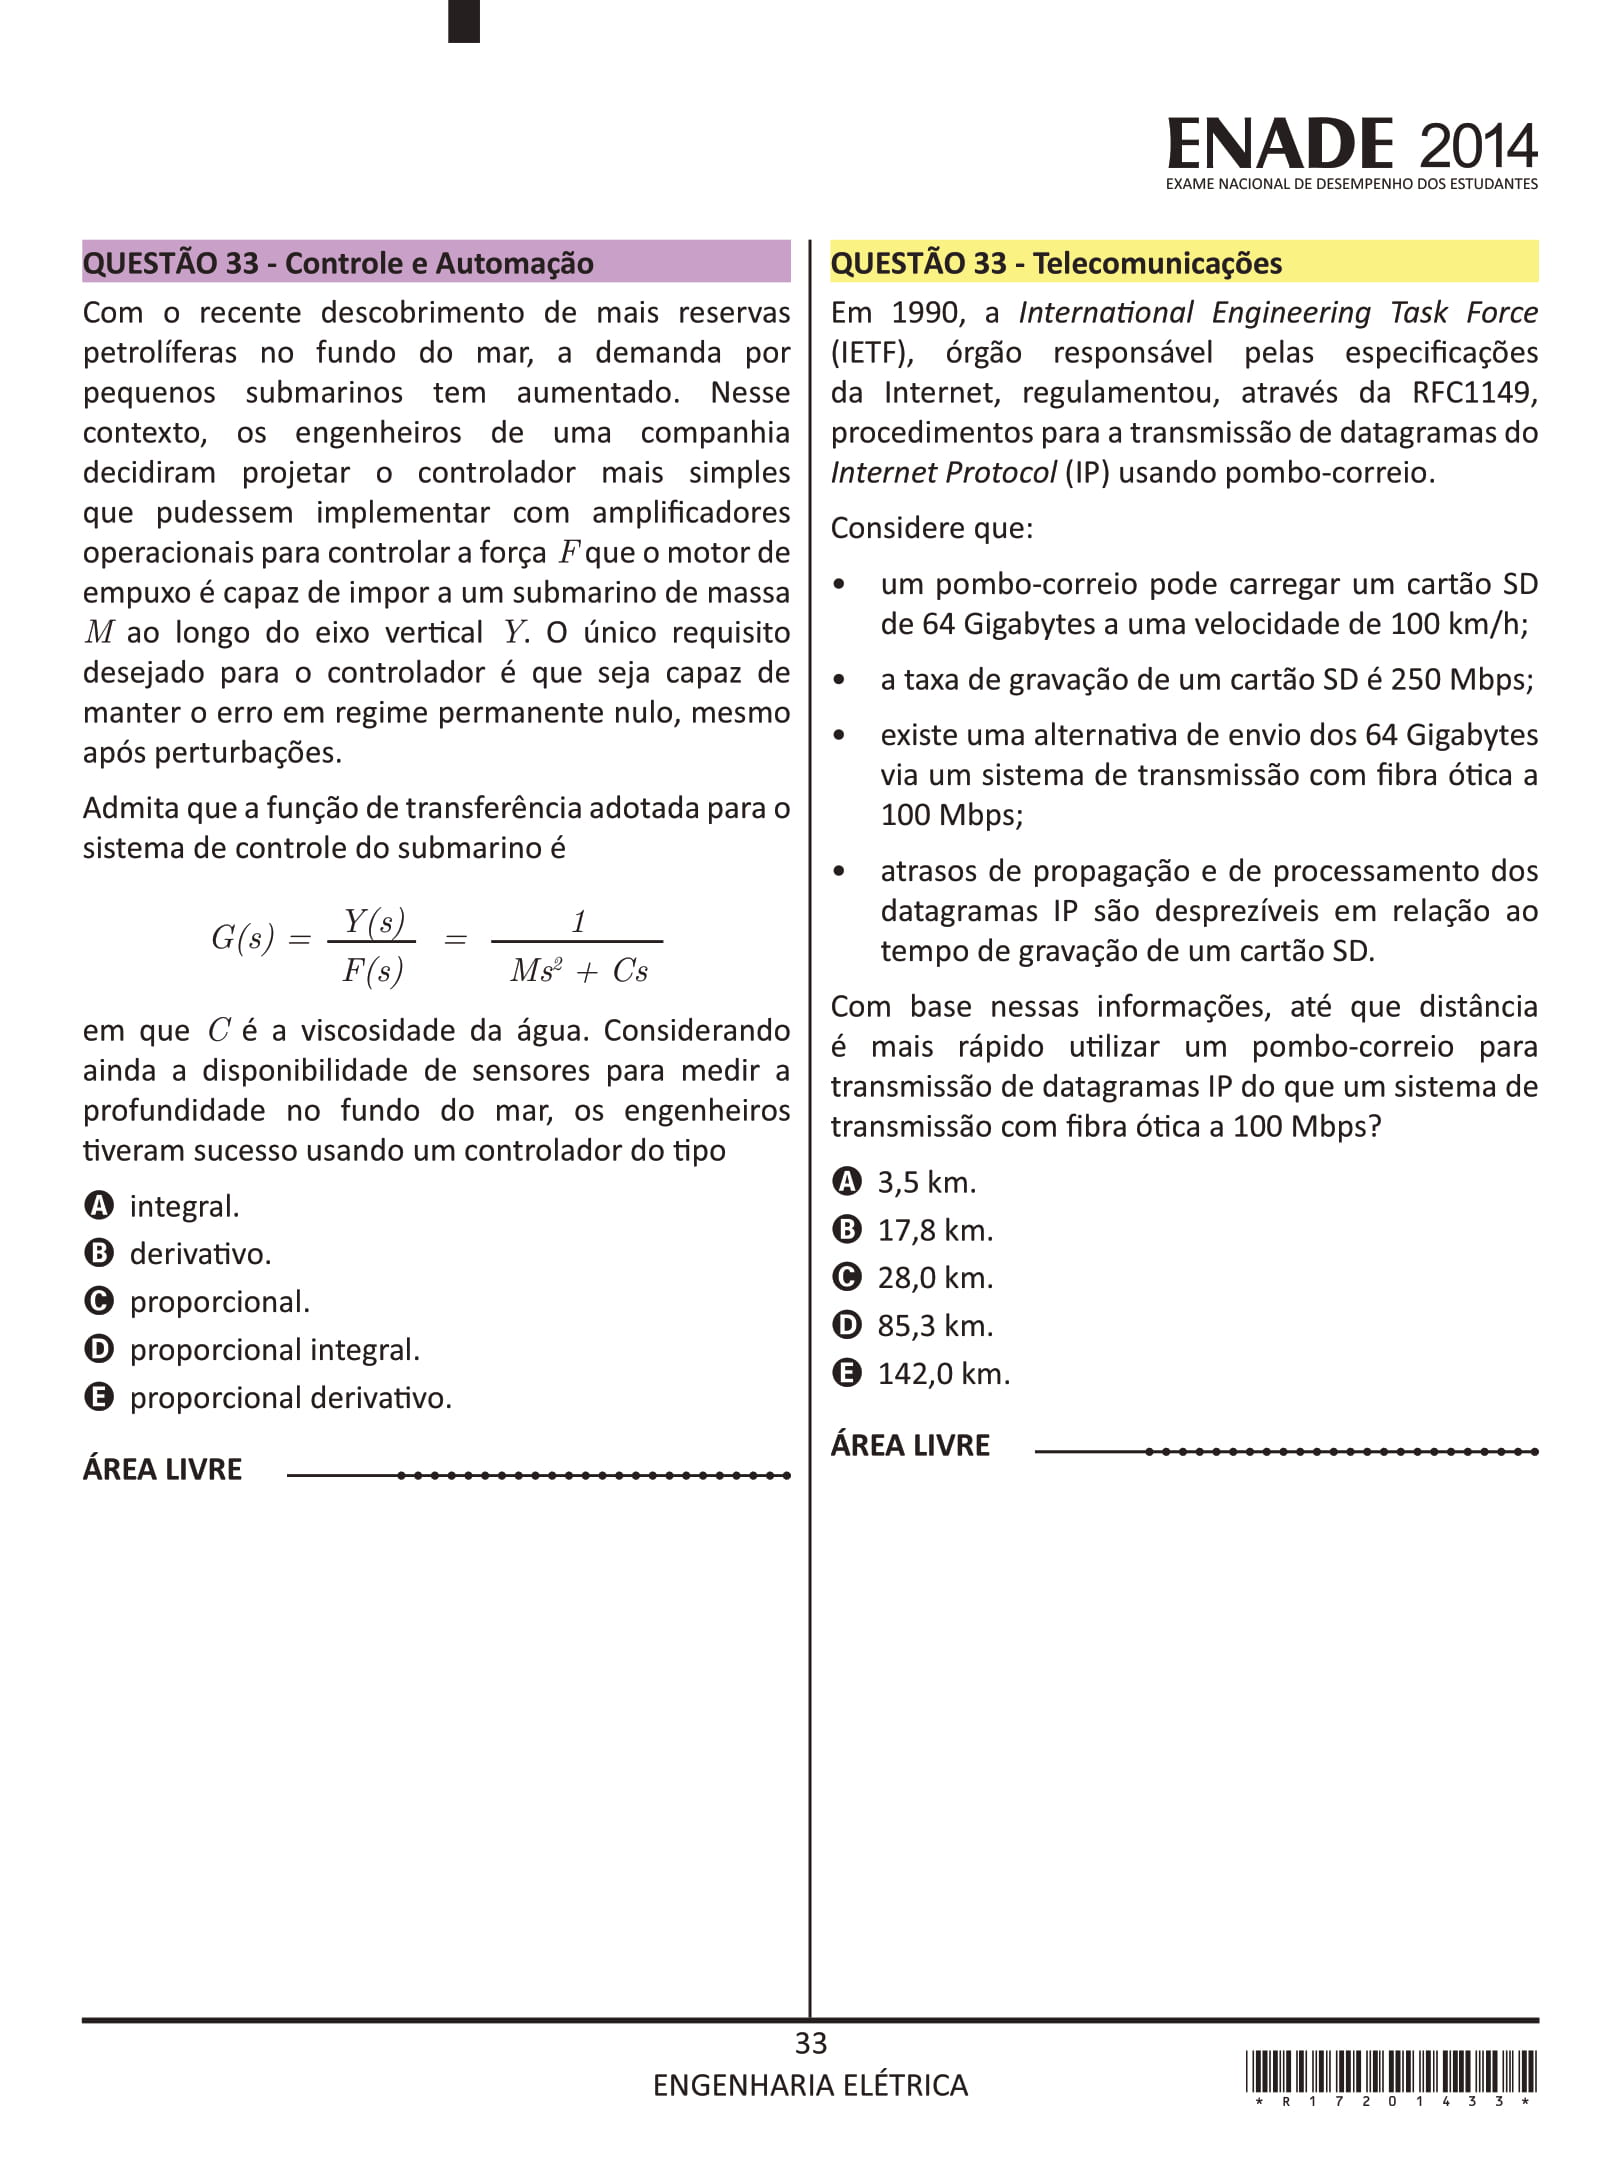 ENADE 2014
EXAME NACIONAL DE DESEMPENHO DOS ESTUDANTES
QUESTÃO 33 - Controle e Automação
Com o recente descobrimento de mais reservas
petrolíferas no fundo do mar, a demanda por
pequenos submarinos tem aumentado. Nesse
contexto, os engenheiros de uma companhia
decidiram projetar o controlador mais simples
que pudessem implementar com amplificadores
operacionais para controlar a força F que o motor de
empuxo é capaz de impor a um submarino de massa
M ao longo do eixo vertical Y. O único requisito
desejado para o controlador é que seja capaz de
manter o erro em regime permanente nulo, mesmo
após perturbações.
Admita que a função de transferência adotada para o
sistema de controle do submarino é
G(s) = Y(s)/F(s) = 1/(Ms² + Cs)
em que C é a viscosidade da água. Considerando
ainda a disponibilidade de sensores para medir a
profundidade no fundo do mar, os engenheiros
tiveram sucesso usando um controlador do tipo
A integral.
B derivativo.
C proporcional.
D proporcional integral.
E proporcional derivativo.
ÁREA LIVRE
QUESTÃO 33 - Telecomunicações
Em 1990, a International Engineering Task Force
(IETF), órgão responsável pelas especificações
da Internet, regulamentou, através da RFC1149,
procedimentos para a transmissão de datagramas do
Internet Protocol (IP) usando pombo-correio.
Considere que:
• um pombo-correio pode carregar um cartão SD
de 64 Gigabytes a uma velocidade de 100 km/h;
• a taxa de gravação de um cartão SD é 250 Mbps;
• existe uma alternativa de envio dos 64 Gigabytes
via um sistema de transmissão com fibra ótica a
100 Mbps;
• atrasos de propagação e de processamento dos
datagramas IP são desprezíveis em relação ao
tempo de gravação de um cartão SD.
Com base nessas informações, até que distância
é mais rápido utilizar um pombo-correio para
transmissão de datagramas IP do que um sistema de
transmissão com fibra ótica a 100 Mbps?
A 3,5 km.
B 17,8 km.
C 28,0 km.
D 85,3 km.
E 142,0 km.
ÁREA LIVRE
33
ENGENHARIA ELÉTRICA
* R 1 7 2 0 1 4 3 3 *